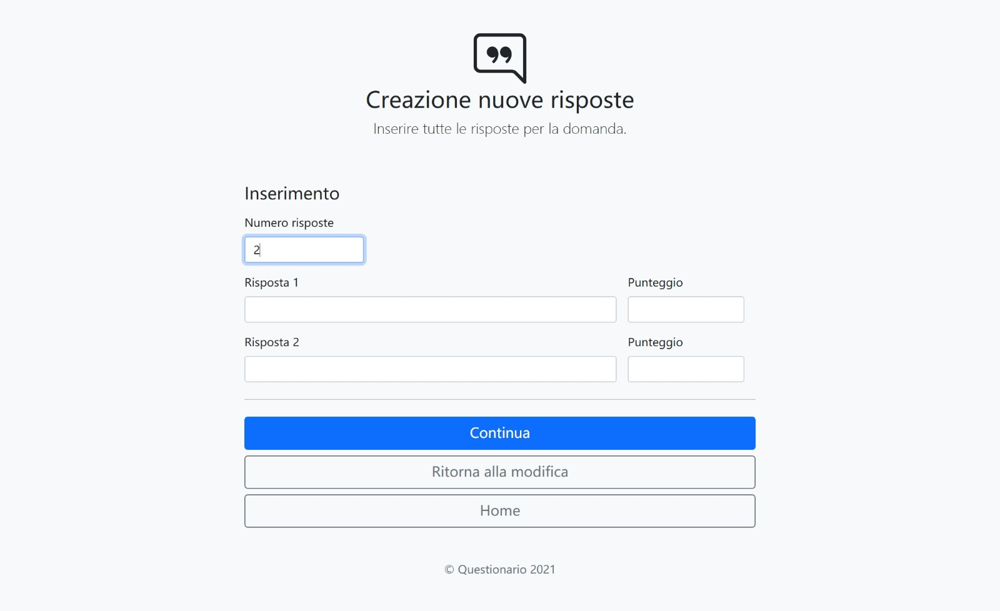 Creazione nuove risposte
Inserire tutte le risposte per la domanda.
Inserimento
Numero risposte
2
Risposta 1 Punteggio
Risposta 2 Punteggio
Continua
Ritorna alla modifica
Home
© Questionario 2021